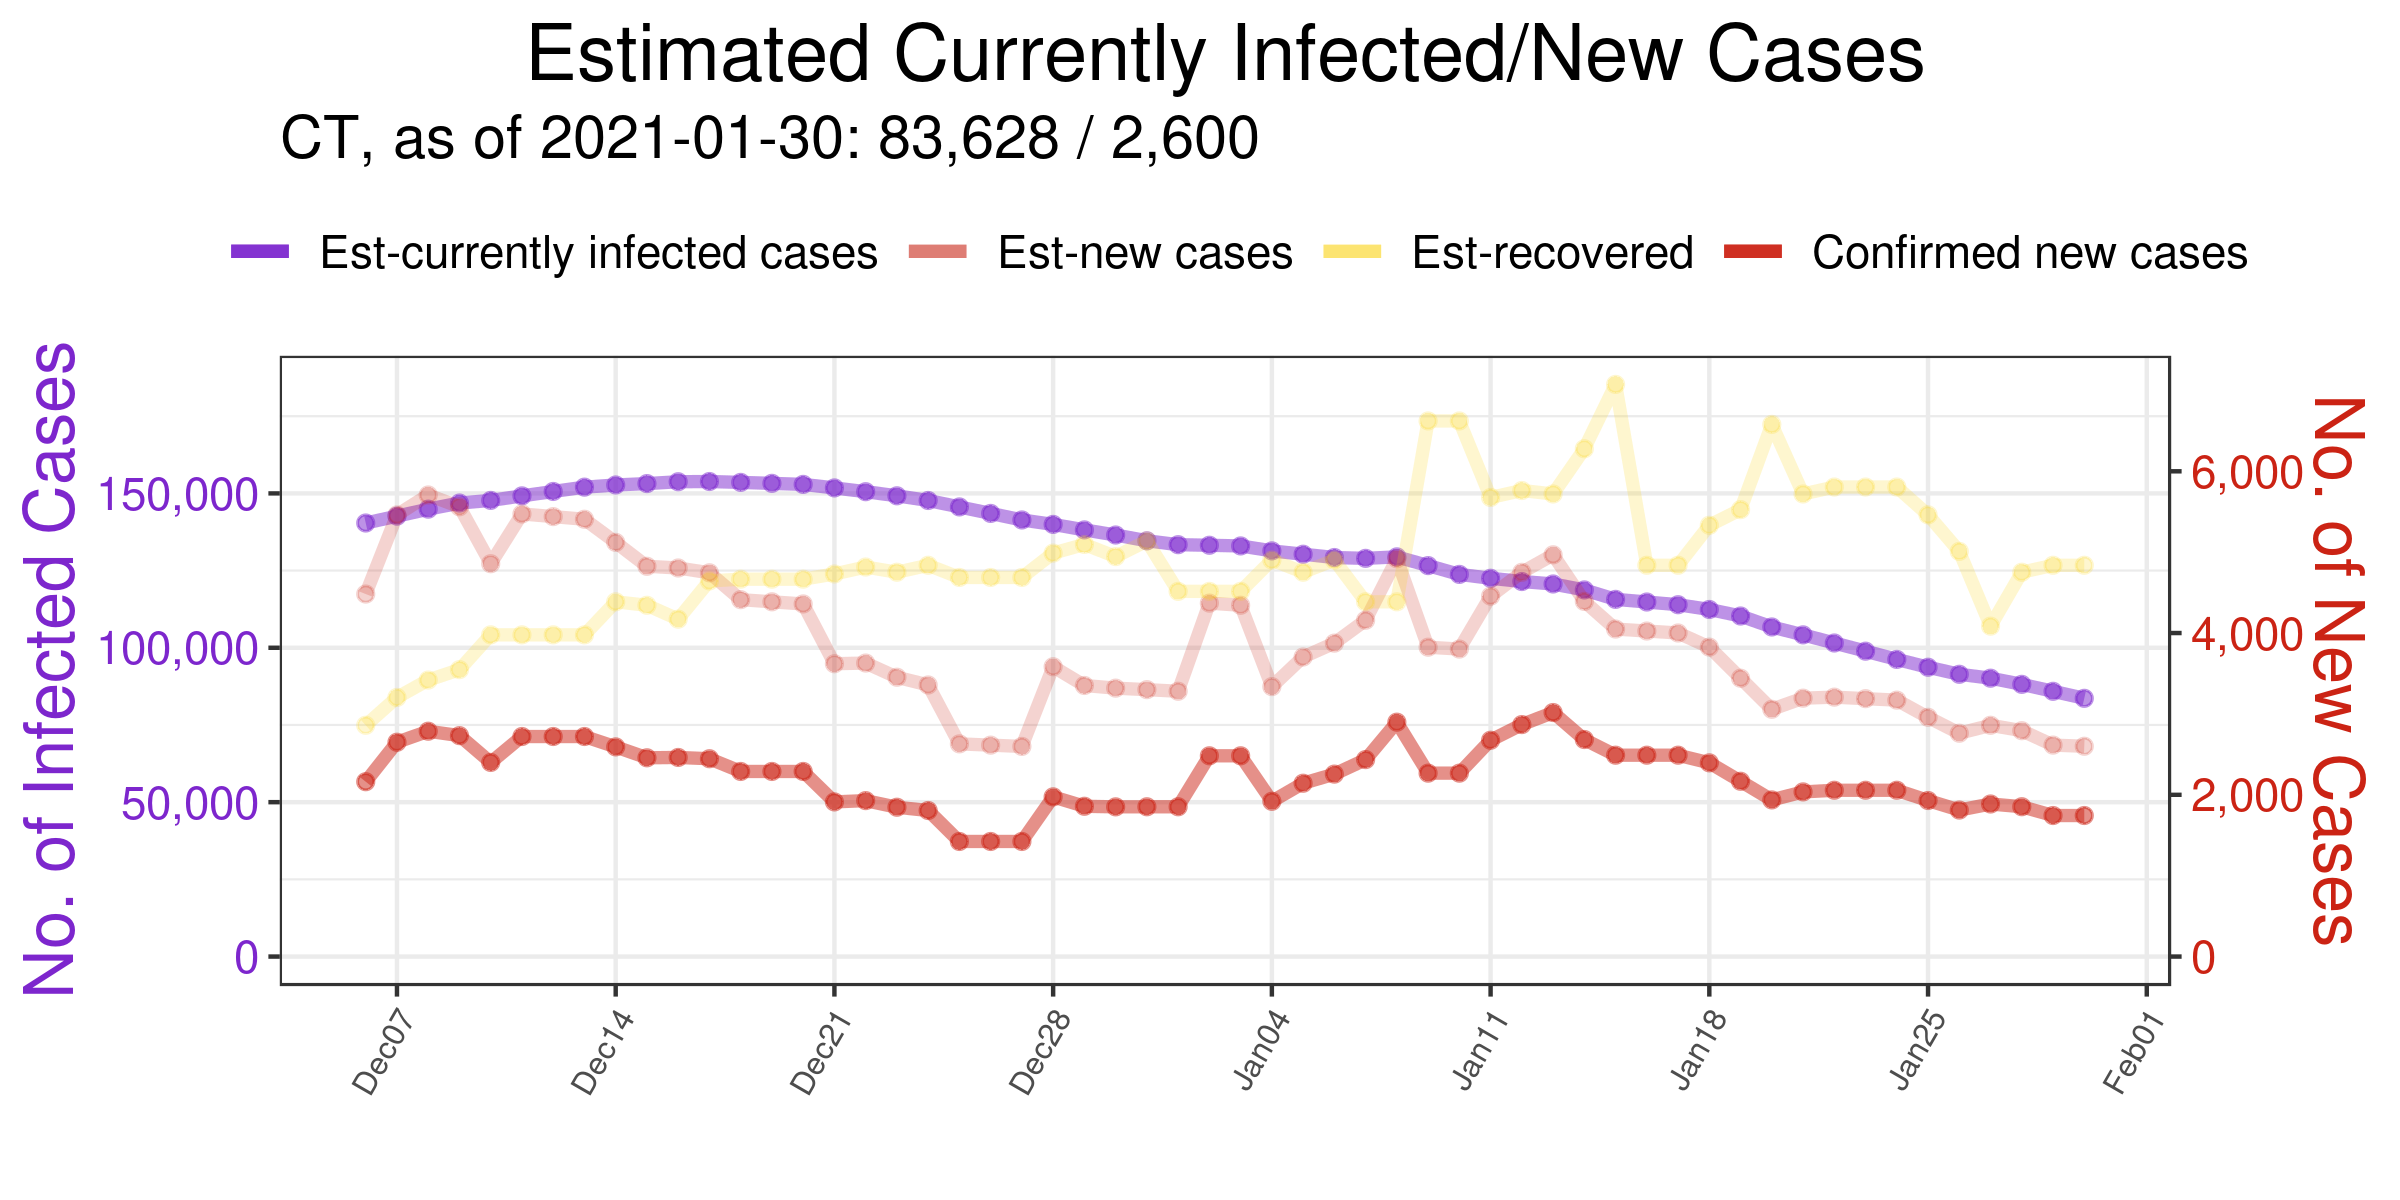 Estimated Currently Infected/New Cases
CT, as of 2021-01-30: 83,628 / 2,600
Est-currently infected cases Est-new cases Est-recovered Confirmed new cases
No. of Infected Cases
150,000
100,000
50,000
0
6,000
4,000
2,000
0
No. of New Cases
Dec07 Dec14 Dec21 Dec28 Jan04 Jan11 Jan18 Jan25 Feb01